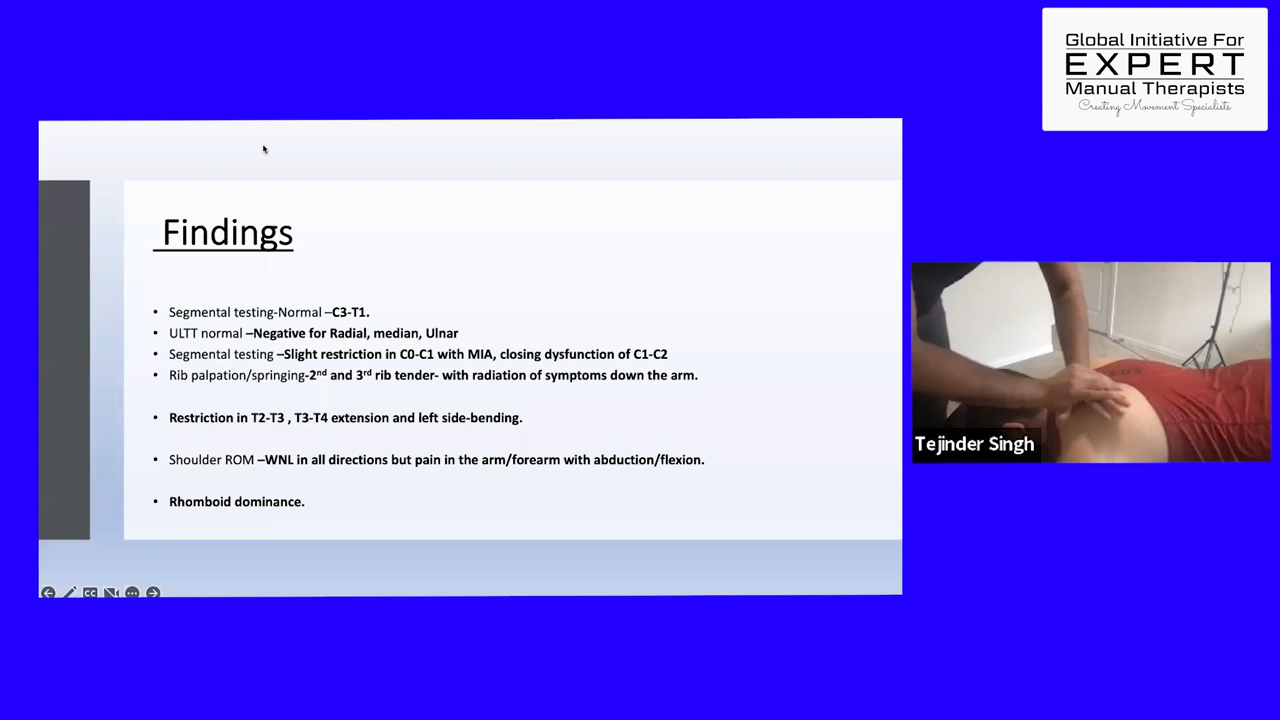 Global Initiative For
EXPERT
Manual Therapists
Creating Movement Specialists
Findings
• Segmental testing-Normal –C3-T1.
• ULTT normal –Negative for Radial, median, Ulnar
• Segmental testing –Slight restriction in C0-C1 with MIA, closing dysfunction of C1-C2
• Rib palpation/springing-2nd and 3rd rib tender- with radiation of symptoms down the arm.
• Restriction in T2-T3 , T3-T4 extension and left side-bending.
• Shoulder ROM –WNL in all directions but pain in the arm/forearm with abduction/flexion.
• Rhomboid dominance.
CC
Tejinder Singh